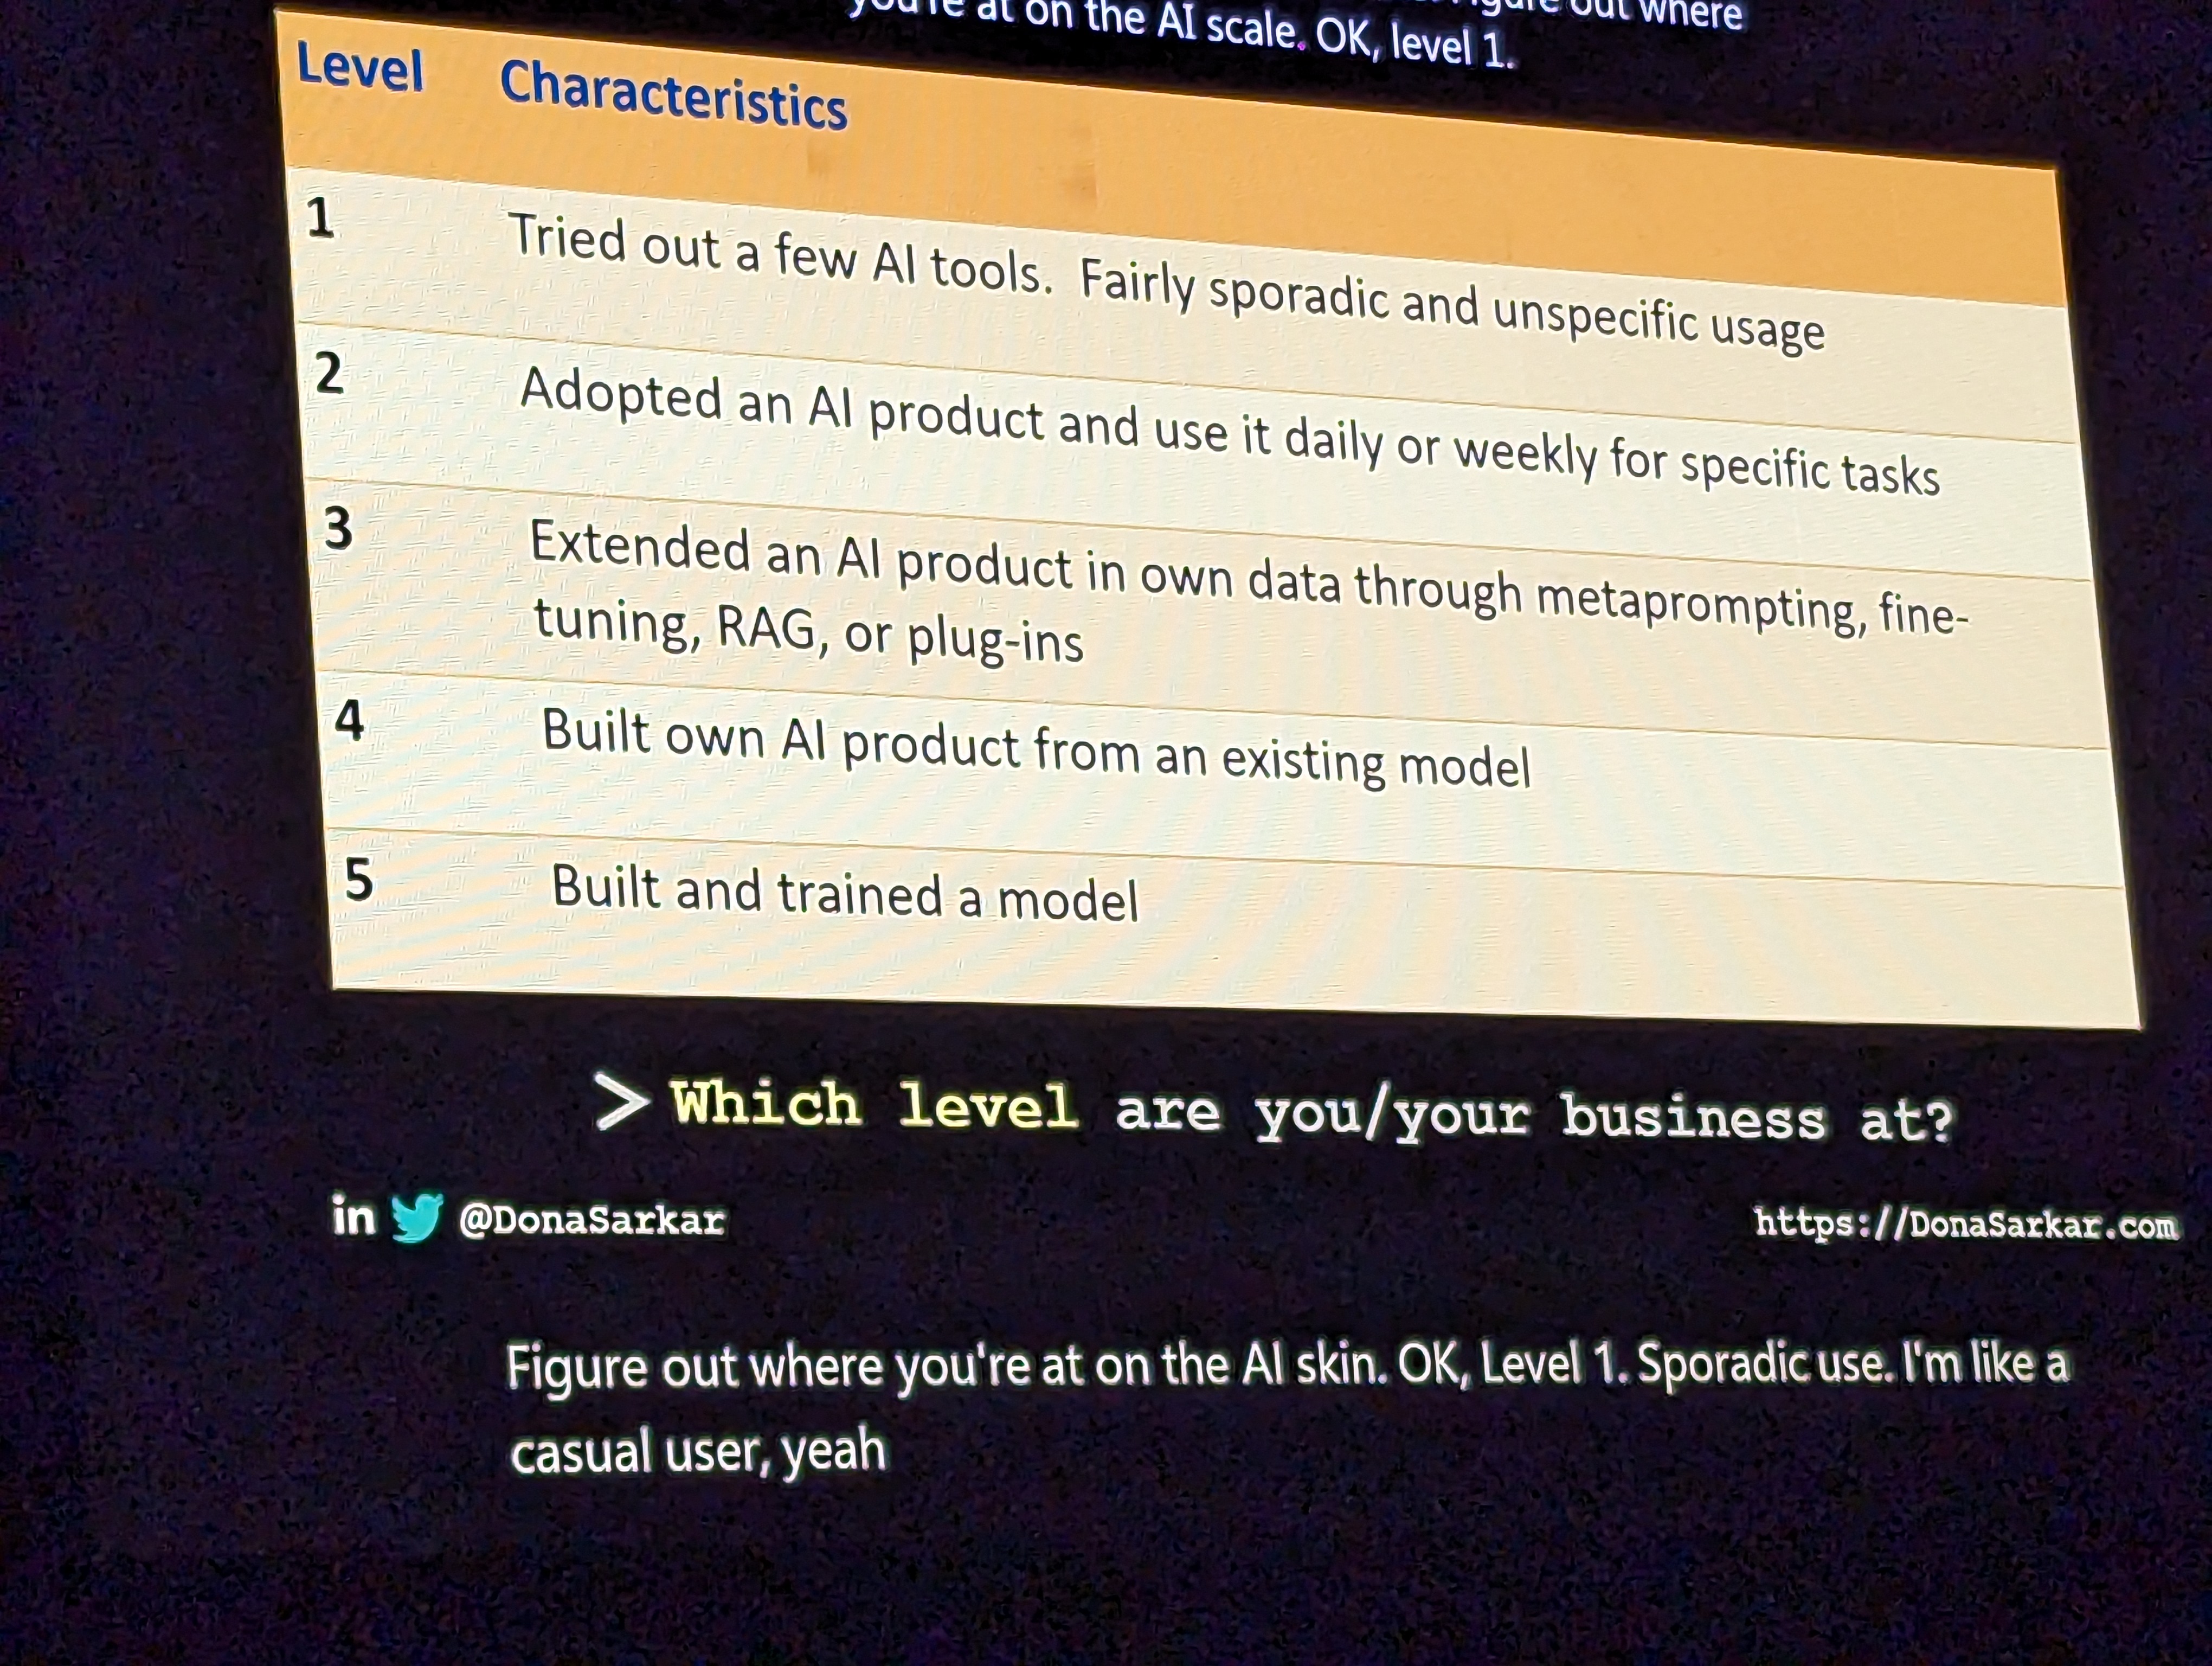 you're at on the AI scale. OK, level 1.
Level Characteristics
1 Tried out a few AI tools.  Fairly sporadic and unspecific usage
2 Adopted an AI product and use it daily or weekly for specific tasks
3 Extended an AI product in own data through metaprompting, fine-
tuning, RAG, or plug-ins
4 Built own AI product from an existing model
5 Built and trained a model
> Which level are you/your business at?
in @DonaSarkar
https://DonaSarkar.com
Figure out where you're at on the AI skin. OK, Level 1. Sporadic use. I'm like a
casual user, yeah